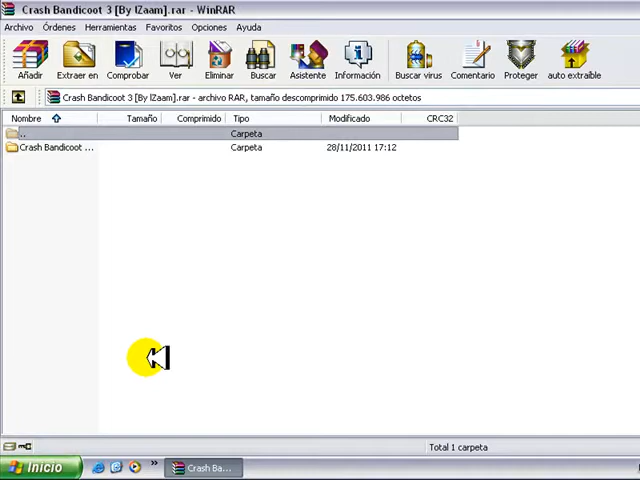 Crash Bandicoot 3 [By lZaam].rar - WinRAR
Archivo Órdenes Herramientas Favoritos Opciones Ayuda
Añadir Extraer en Comprobar Ver Eliminar Buscar Asistente Información Buscar virus Comentario Proteger auto extraíble
Crash Bandicoot 3 [By lZaam].rar - archivo RAR, tamaño descomprimido 175.603.986 octetos
Nombre Tamaño Comprimido Tipo Modificado CRC32
.. Carpeta
Crash Bandicoot ... Carpeta 28/11/2011 17:12
Total 1 carpeta
Inicio » Crash Ba...